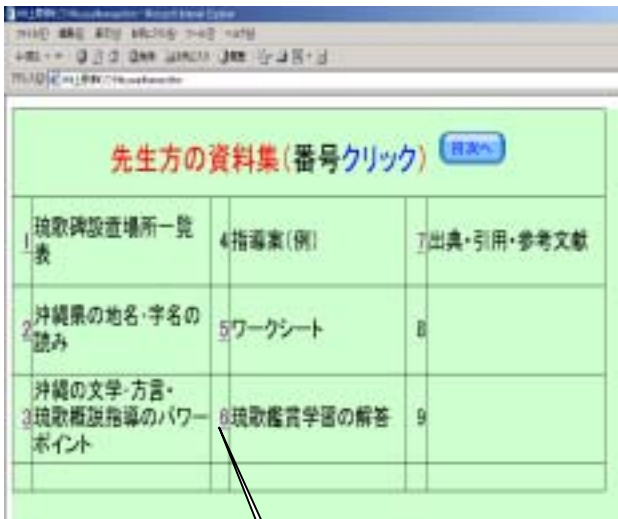 先生方の資料集(番号クリック)
目次へ
1 琉歌碑設置場所一覧
表
4 指導案(例)
7 出典・引用・参考文献
2 沖縄県の地名・字名の
読み
5 ワークシート
8
3 沖縄の文学・方言・
琉歌概説指導のパワー
ポイント
6 琉歌鑑賞学習の解答
9